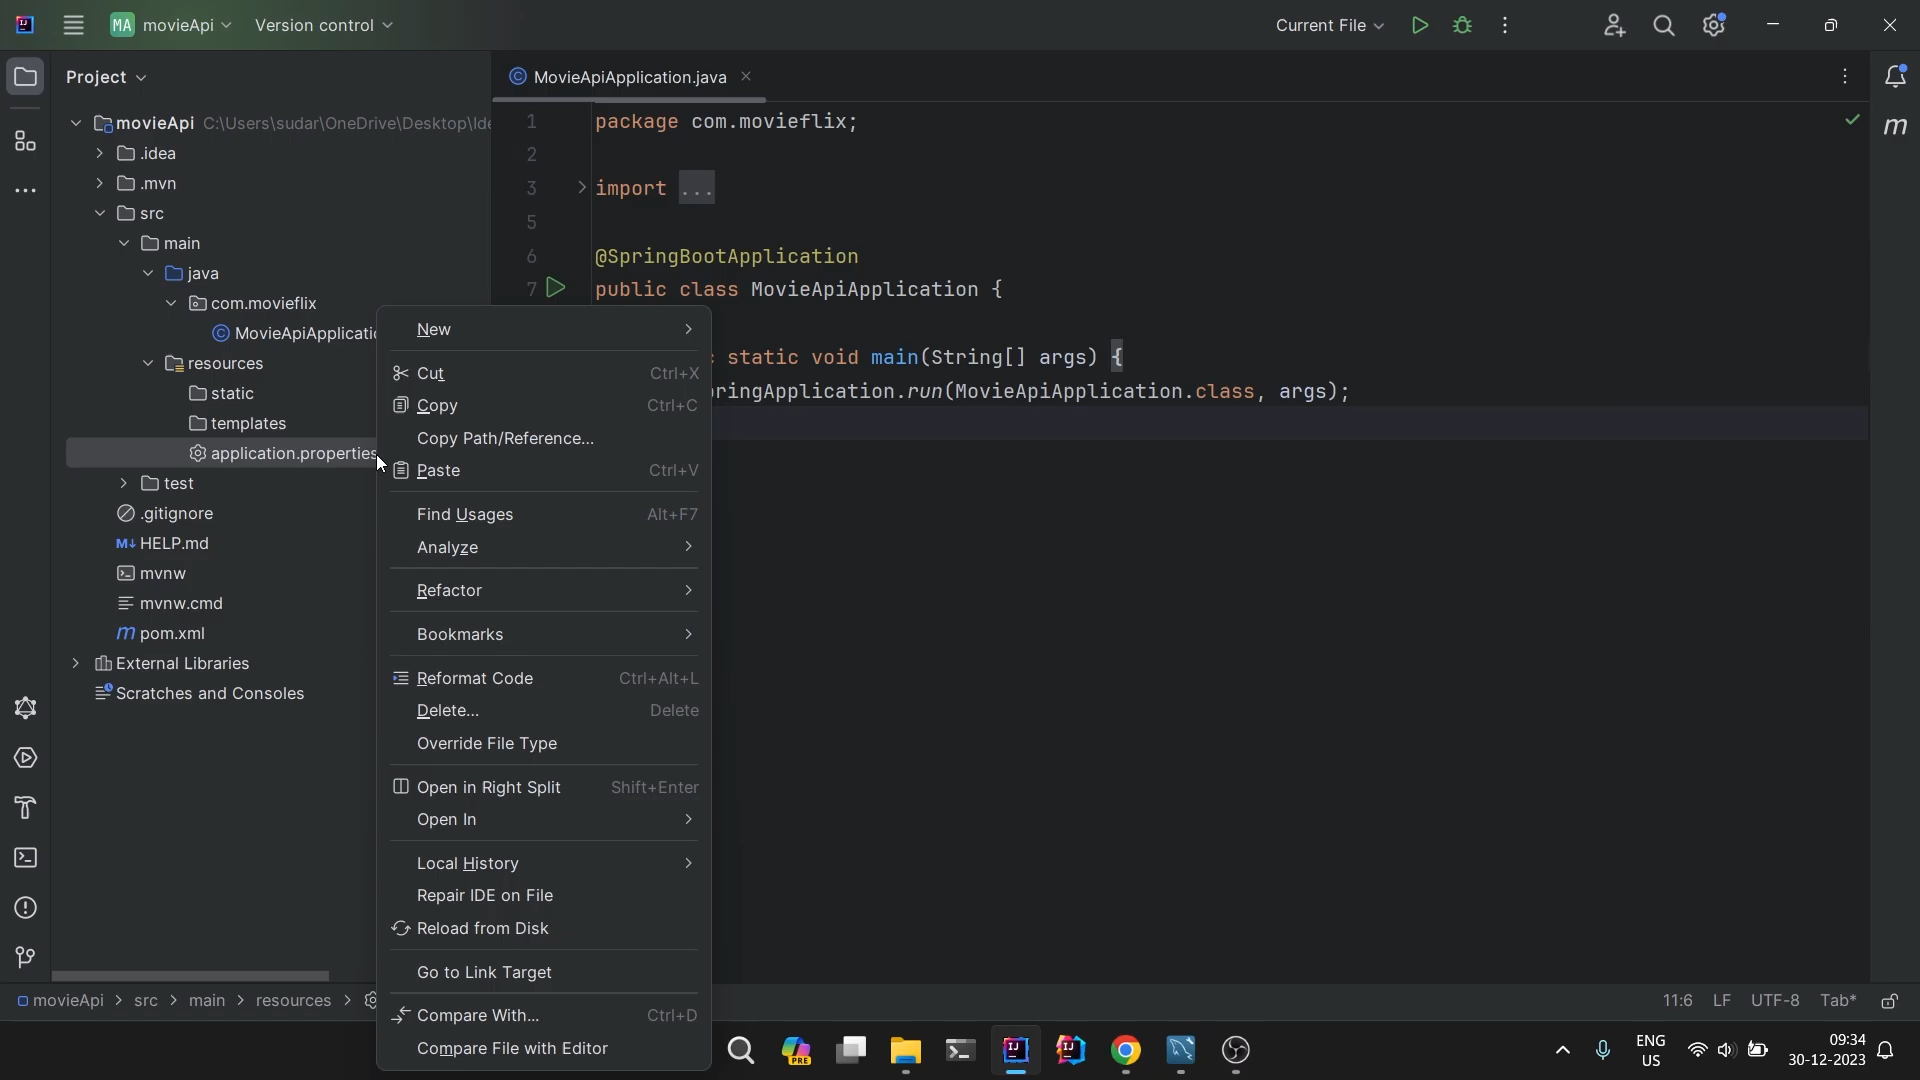 MA movieApi Version control Current File
Project
movieApi C:\Users\sudar\OneDrive\Desktop\Ide
.idea
.mvn
src
main
java
com.movieflix
MovieApiApplicatio
resources
static
templates
application.properties
test
.gitignore
M↓ HELP.md
mvnw
mvnw.cmd
m pom.xml
External Libraries
Scratches and Consoles
MovieApiApplication.java
1 package com.movieflix;
2
3 import ...
5
6 @SpringBootApplication
7 public class MovieApiApplication {
static void main(String[] args) {
ringApplication.run(MovieApiApplication.class, args);
New
Cut Ctrl+X
Copy Ctrl+C
Copy Path/Reference...
Paste Ctrl+V
Find Usages Alt+F7
Analyze
Refactor
Bookmarks
Reformat Code Ctrl+Alt+L
Delete... Delete
Override File Type
Open in Right Split Shift+Enter
Open In
Local History
Repair IDE on File
Reload from Disk
Go to Link Target
Compare With... Ctrl+D
Compare File with Editor
m
movieApi > src > main > resources >
11:6 LF UTF-8 Tab*
PRE
ENG
US
09:34
30-12-2023